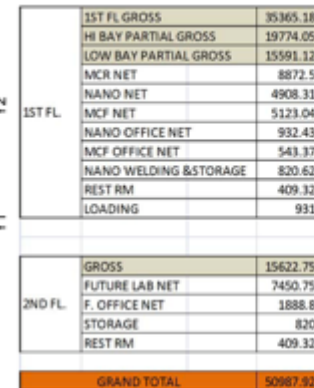 1ST FL.
1ST FL GROSS 35365.18
HI BAY PARTIAL GROSS 19774.05
LOW BAY PARTIAL GROSS 15591.12
MCR NET 8872.5
NANO NET 4908.31
MCF NET 5123.04
NANO OFFICE NET 932.43
MCF OFFICE NET 543.37
NANO WELDING &STORAGE 820.62
REST RM 409.32
LOADING 931
2ND FL.
GROSS 15622.75
FUTURE LAB NET 7450.75
F. OFFICE NET 1888.8
STORAGE 820
REST RM 409.32
GRAND TOTAL 50987.93